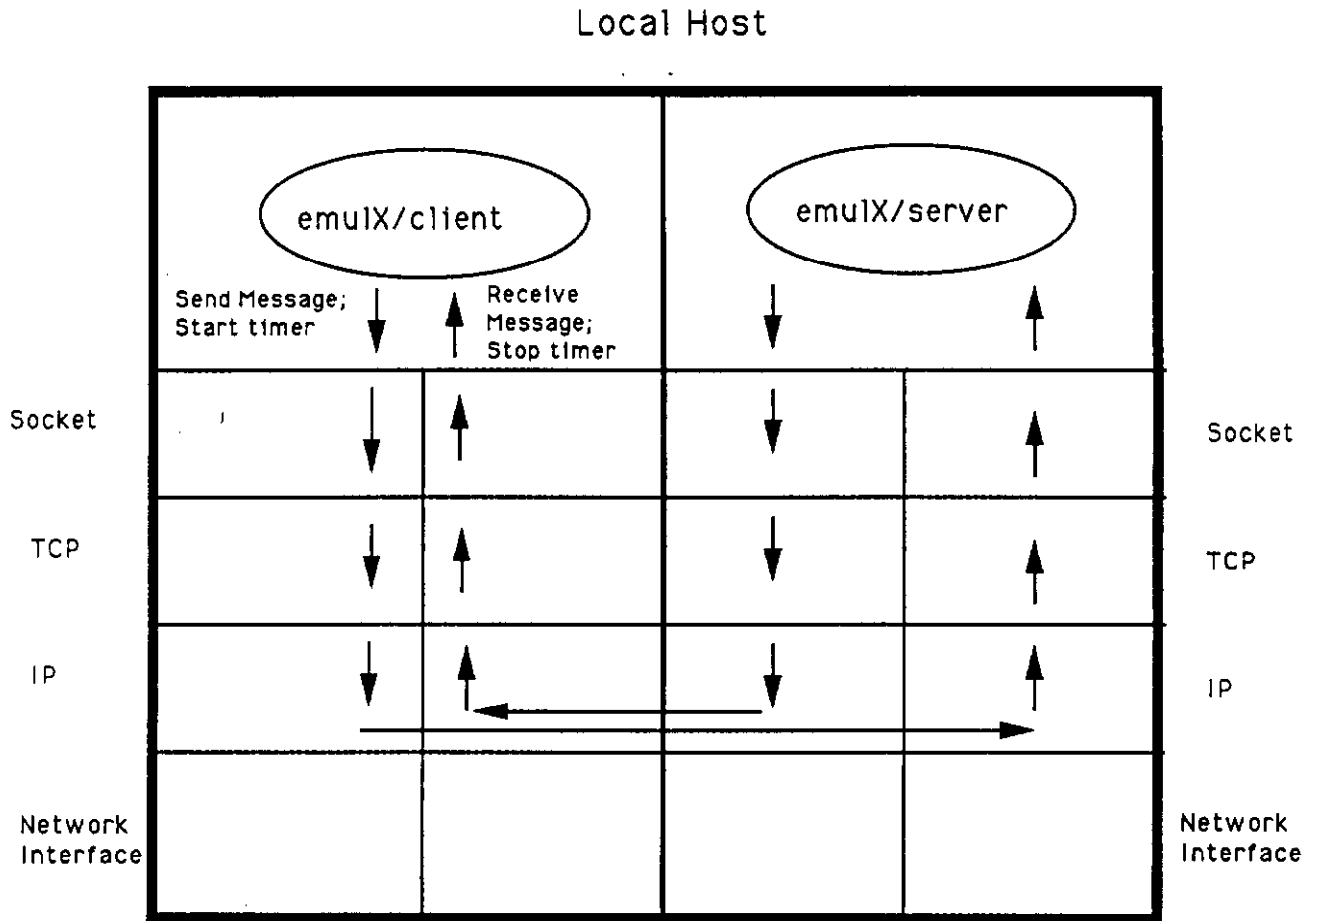 Local Host
emulX/client
emulX/server
Send Message;
Start timer
Receive
Message;
Stop timer
Socket
Socket
TCP
TCP
IP
IP
Network
Interface
Network
Interface